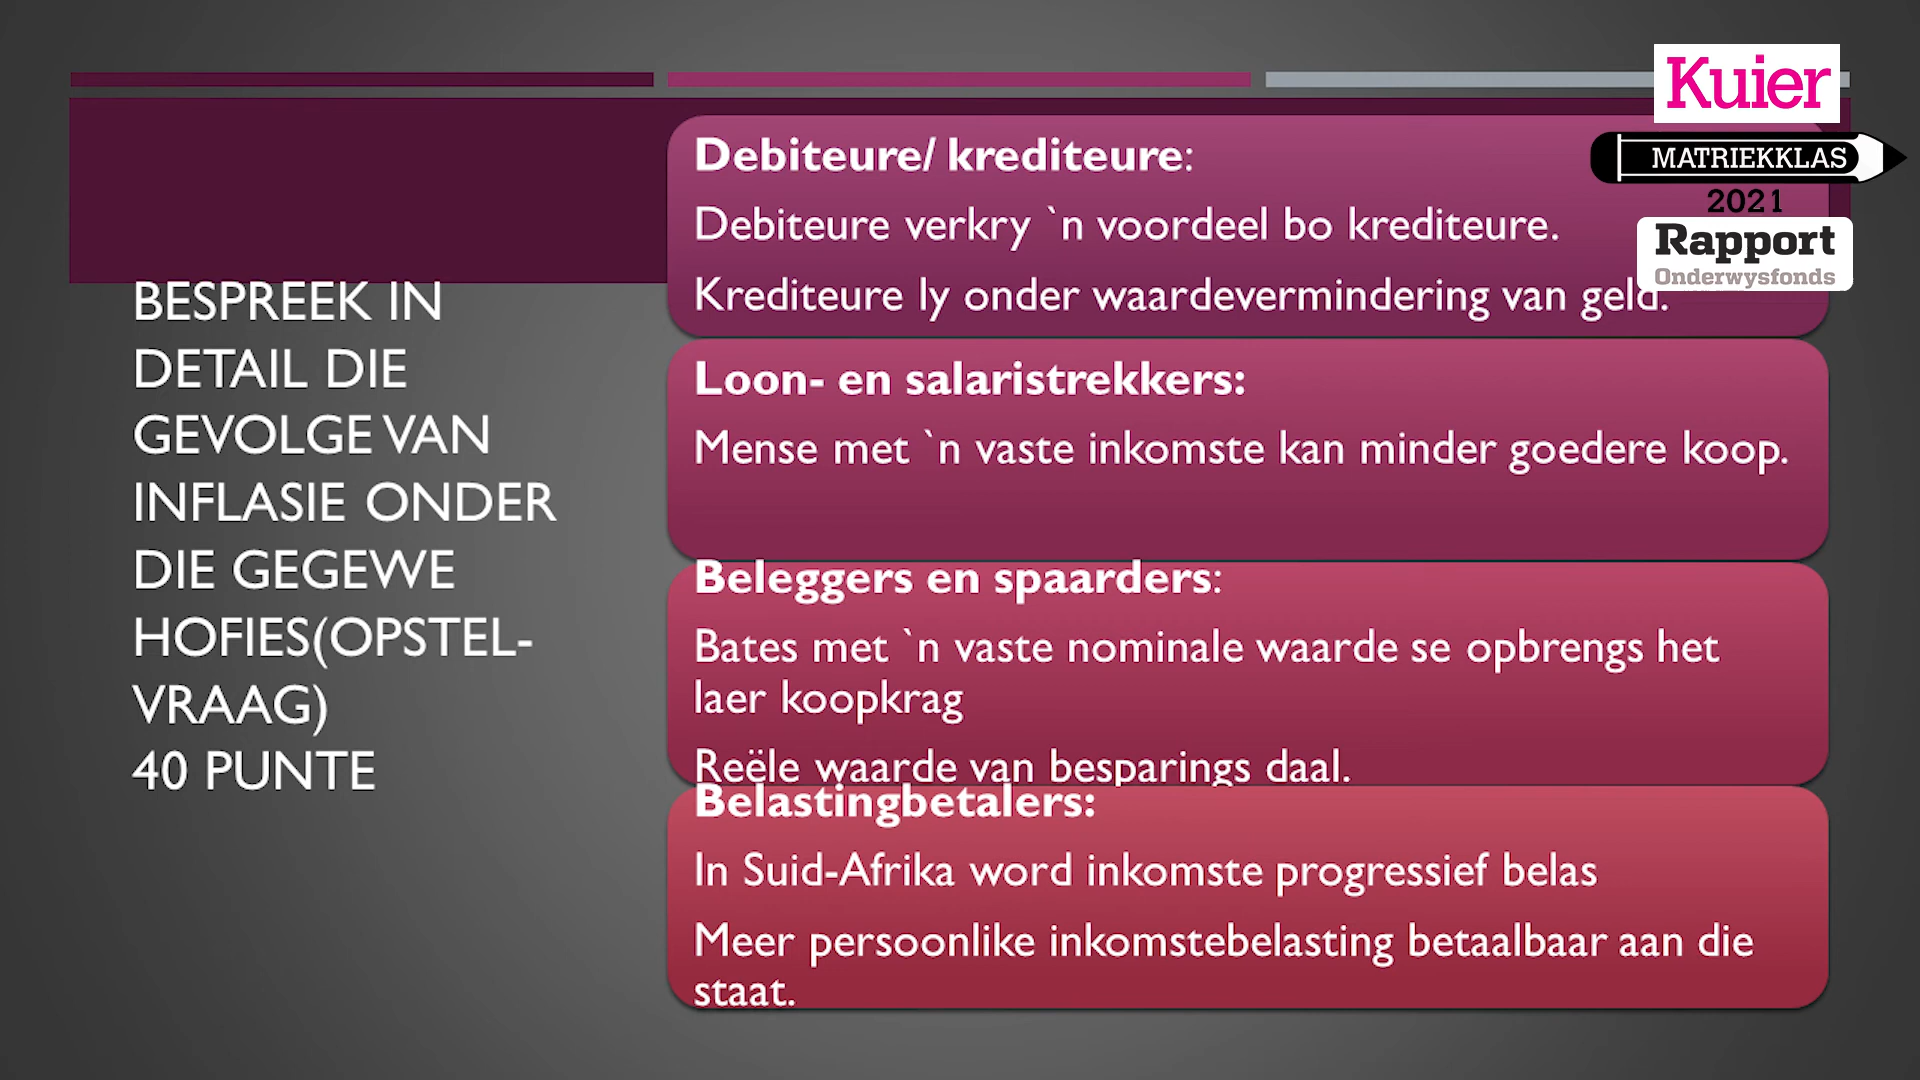 BESPREEK IN
DETAIL DIE
GEVOLGE VAN
INFLASIE ONDER
DIE GEGEWE
HOFIES(OPSTEL-
VRAAG)
40 PUNTE
Debiteure/ krediteure:
Debiteure verkry `n voordeel bo krediteure.
Krediteure ly onder waardevermindering van geld.
Loon- en salaristrekkers:
Mense met `n vaste inkomste kan minder goedere koop.
Beleggers en spaarders:
Bates met `n vaste nominale waarde se opbrengs het
laer koopkrag
Reële waarde van besparings daal.
Belastingbetalers:
In Suid-Afrika word inkomste progressief belas
Meer persoonlike inkomstebelasting betaalbaar aan die
staat.
Kuier
MATRIEKKLAS
2021
Rapport
Onderwysfonds